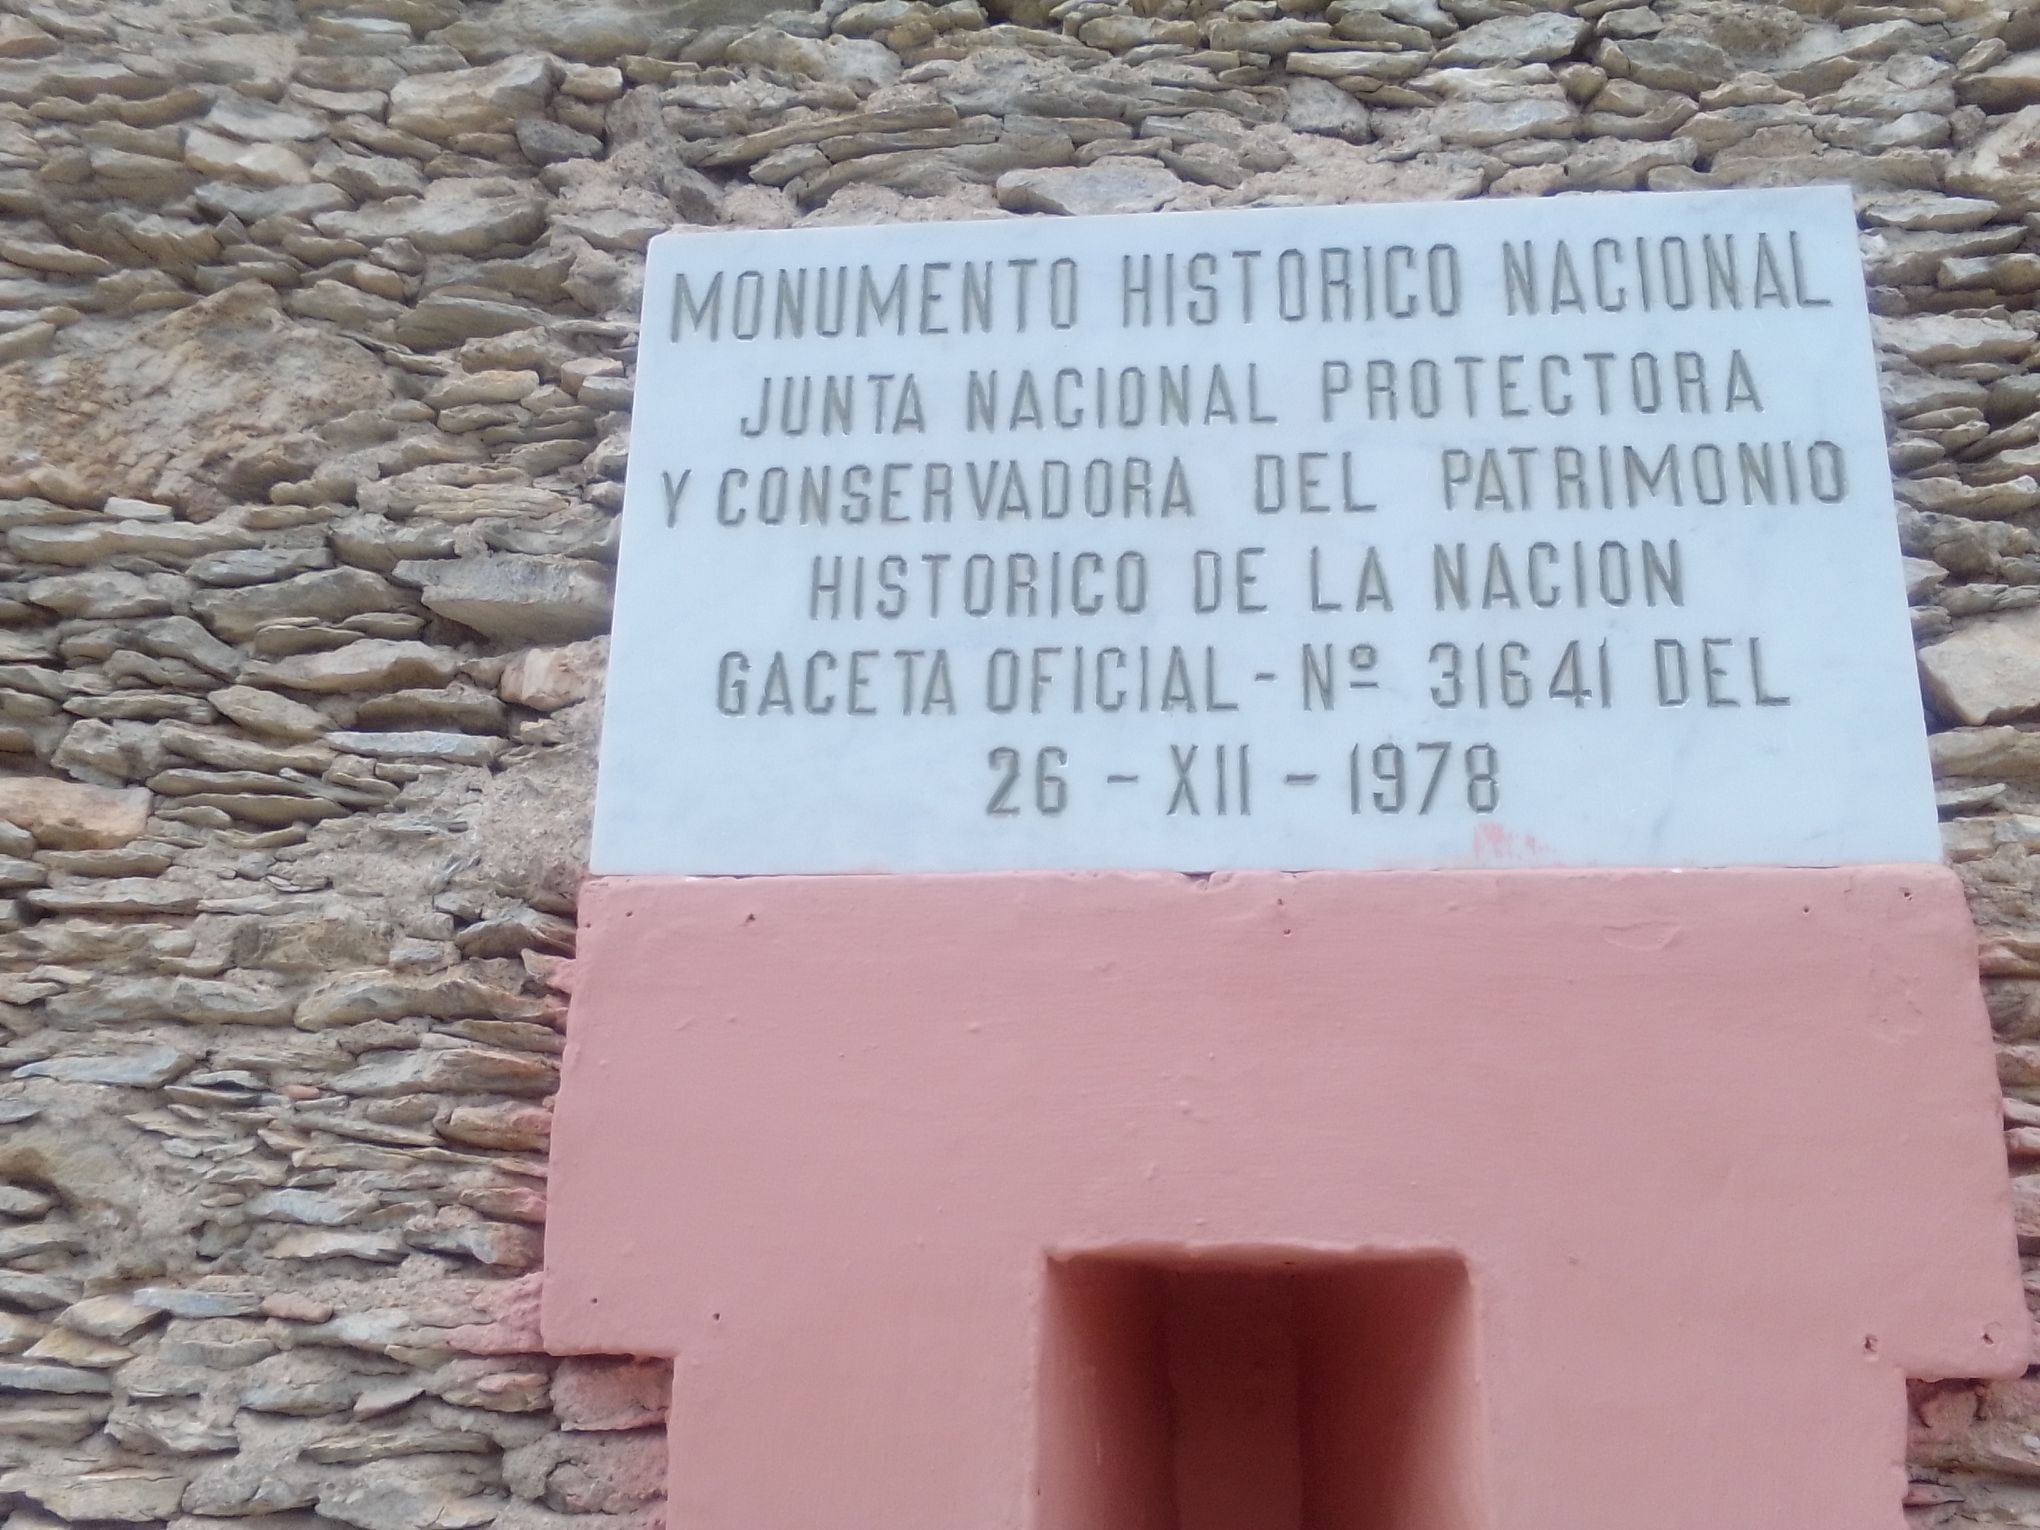 MONUMENTO HISTORICO NACIONAL
JUNTA NACIONAL PROTECTORA
Y CONSERVADORA DEL PATRIMONIO
HISTORICO DE LA NACION
GACETA OFICIAL - Nº 31641 DEL
26 - XII - 1978